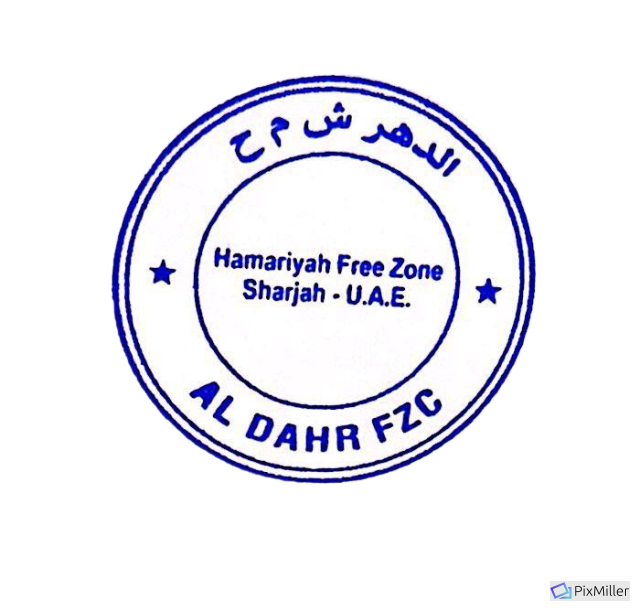 الدهر ش م ح
Hamariyah Free Zone
Sharjah - U.A.E.
AL DAHR FZC
PixMiller